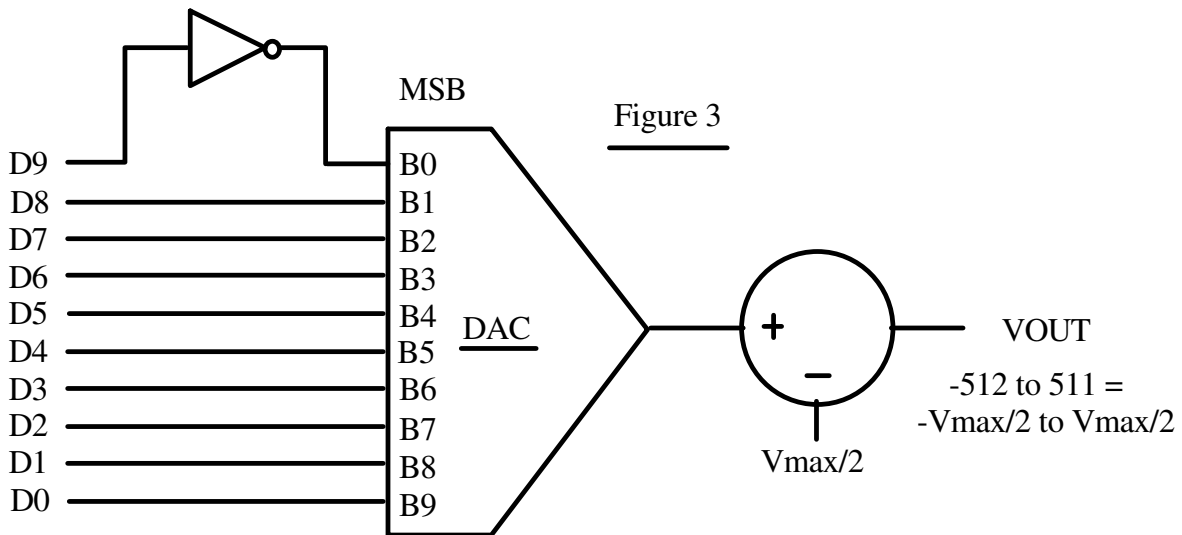 MSB
Figure 3
D9
D8
D7
D6
D5
D4
D3
D2
D1
D0
B0
B1
B2
B3
B4
B5
B6
B7
B8
B9
DAC
+
−
Vmax/2
VOUT
-512 to 511 =
-Vmax/2 to Vmax/2